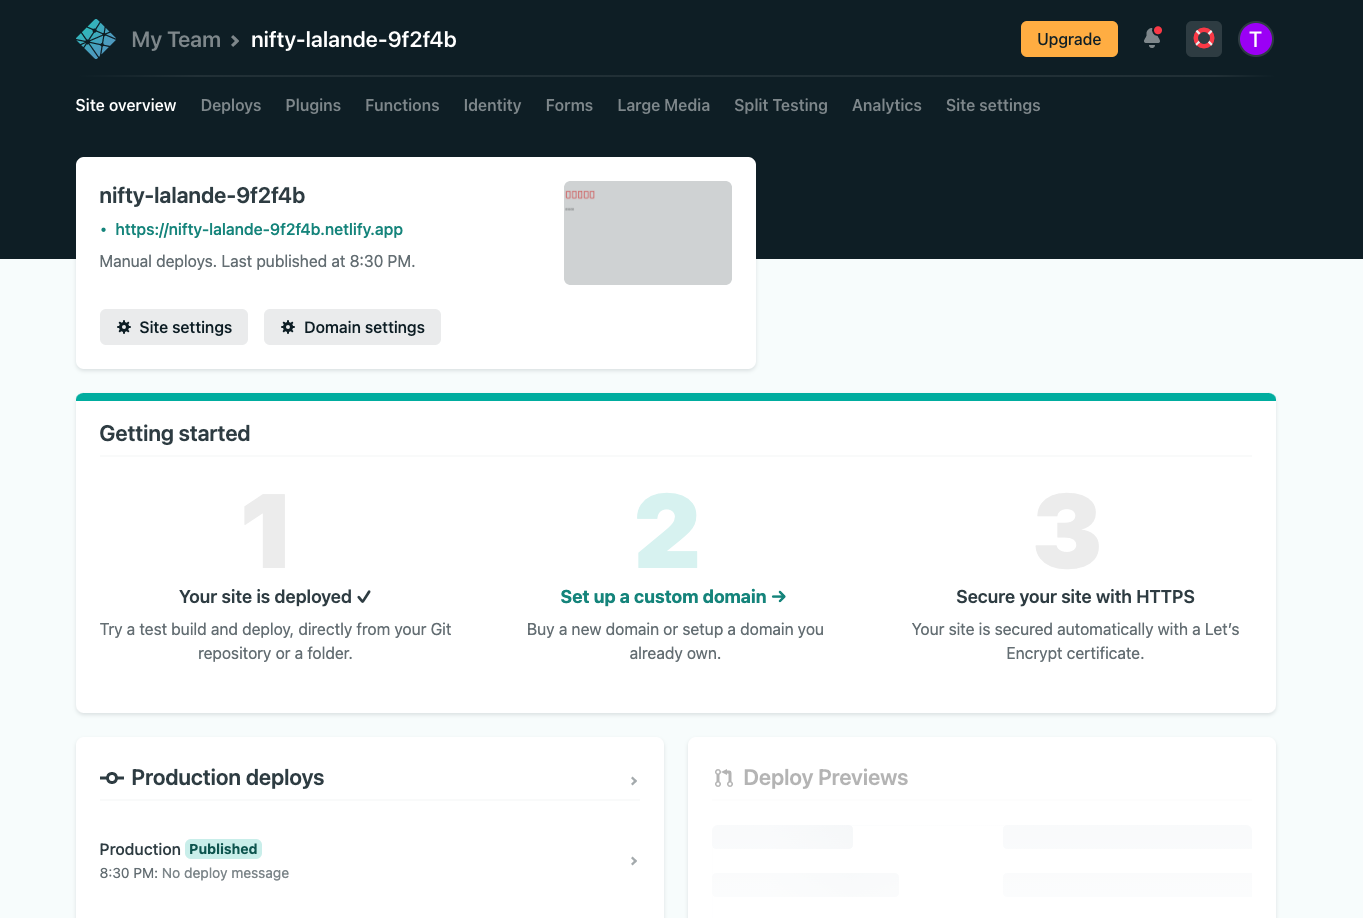 My Team
nifty-lalande-9f2f4b
Upgrade
T
Site overview
Deploys
Plugins
Functions
Identity
Forms
Large Media
Split Testing
Analytics
Site settings
nifty-lalande-9f2f4b
https://nifty-lalande-9f2f4b.netlify.app
Manual deploys. Last published at 8:30 PM.
Site settings
Domain settings
Getting started
1
Your site is deployed
Try a test build and deploy, directly from your Git
repository or a folder.
2
Set up a custom domain →
Buy a new domain or setup a domain you
already own.
3
Secure your site with HTTPS
Your site is secured automatically with a Let’s
Encrypt certificate.
Production deploys
Production Published
8:30 PM: No deploy message
Deploy Previews